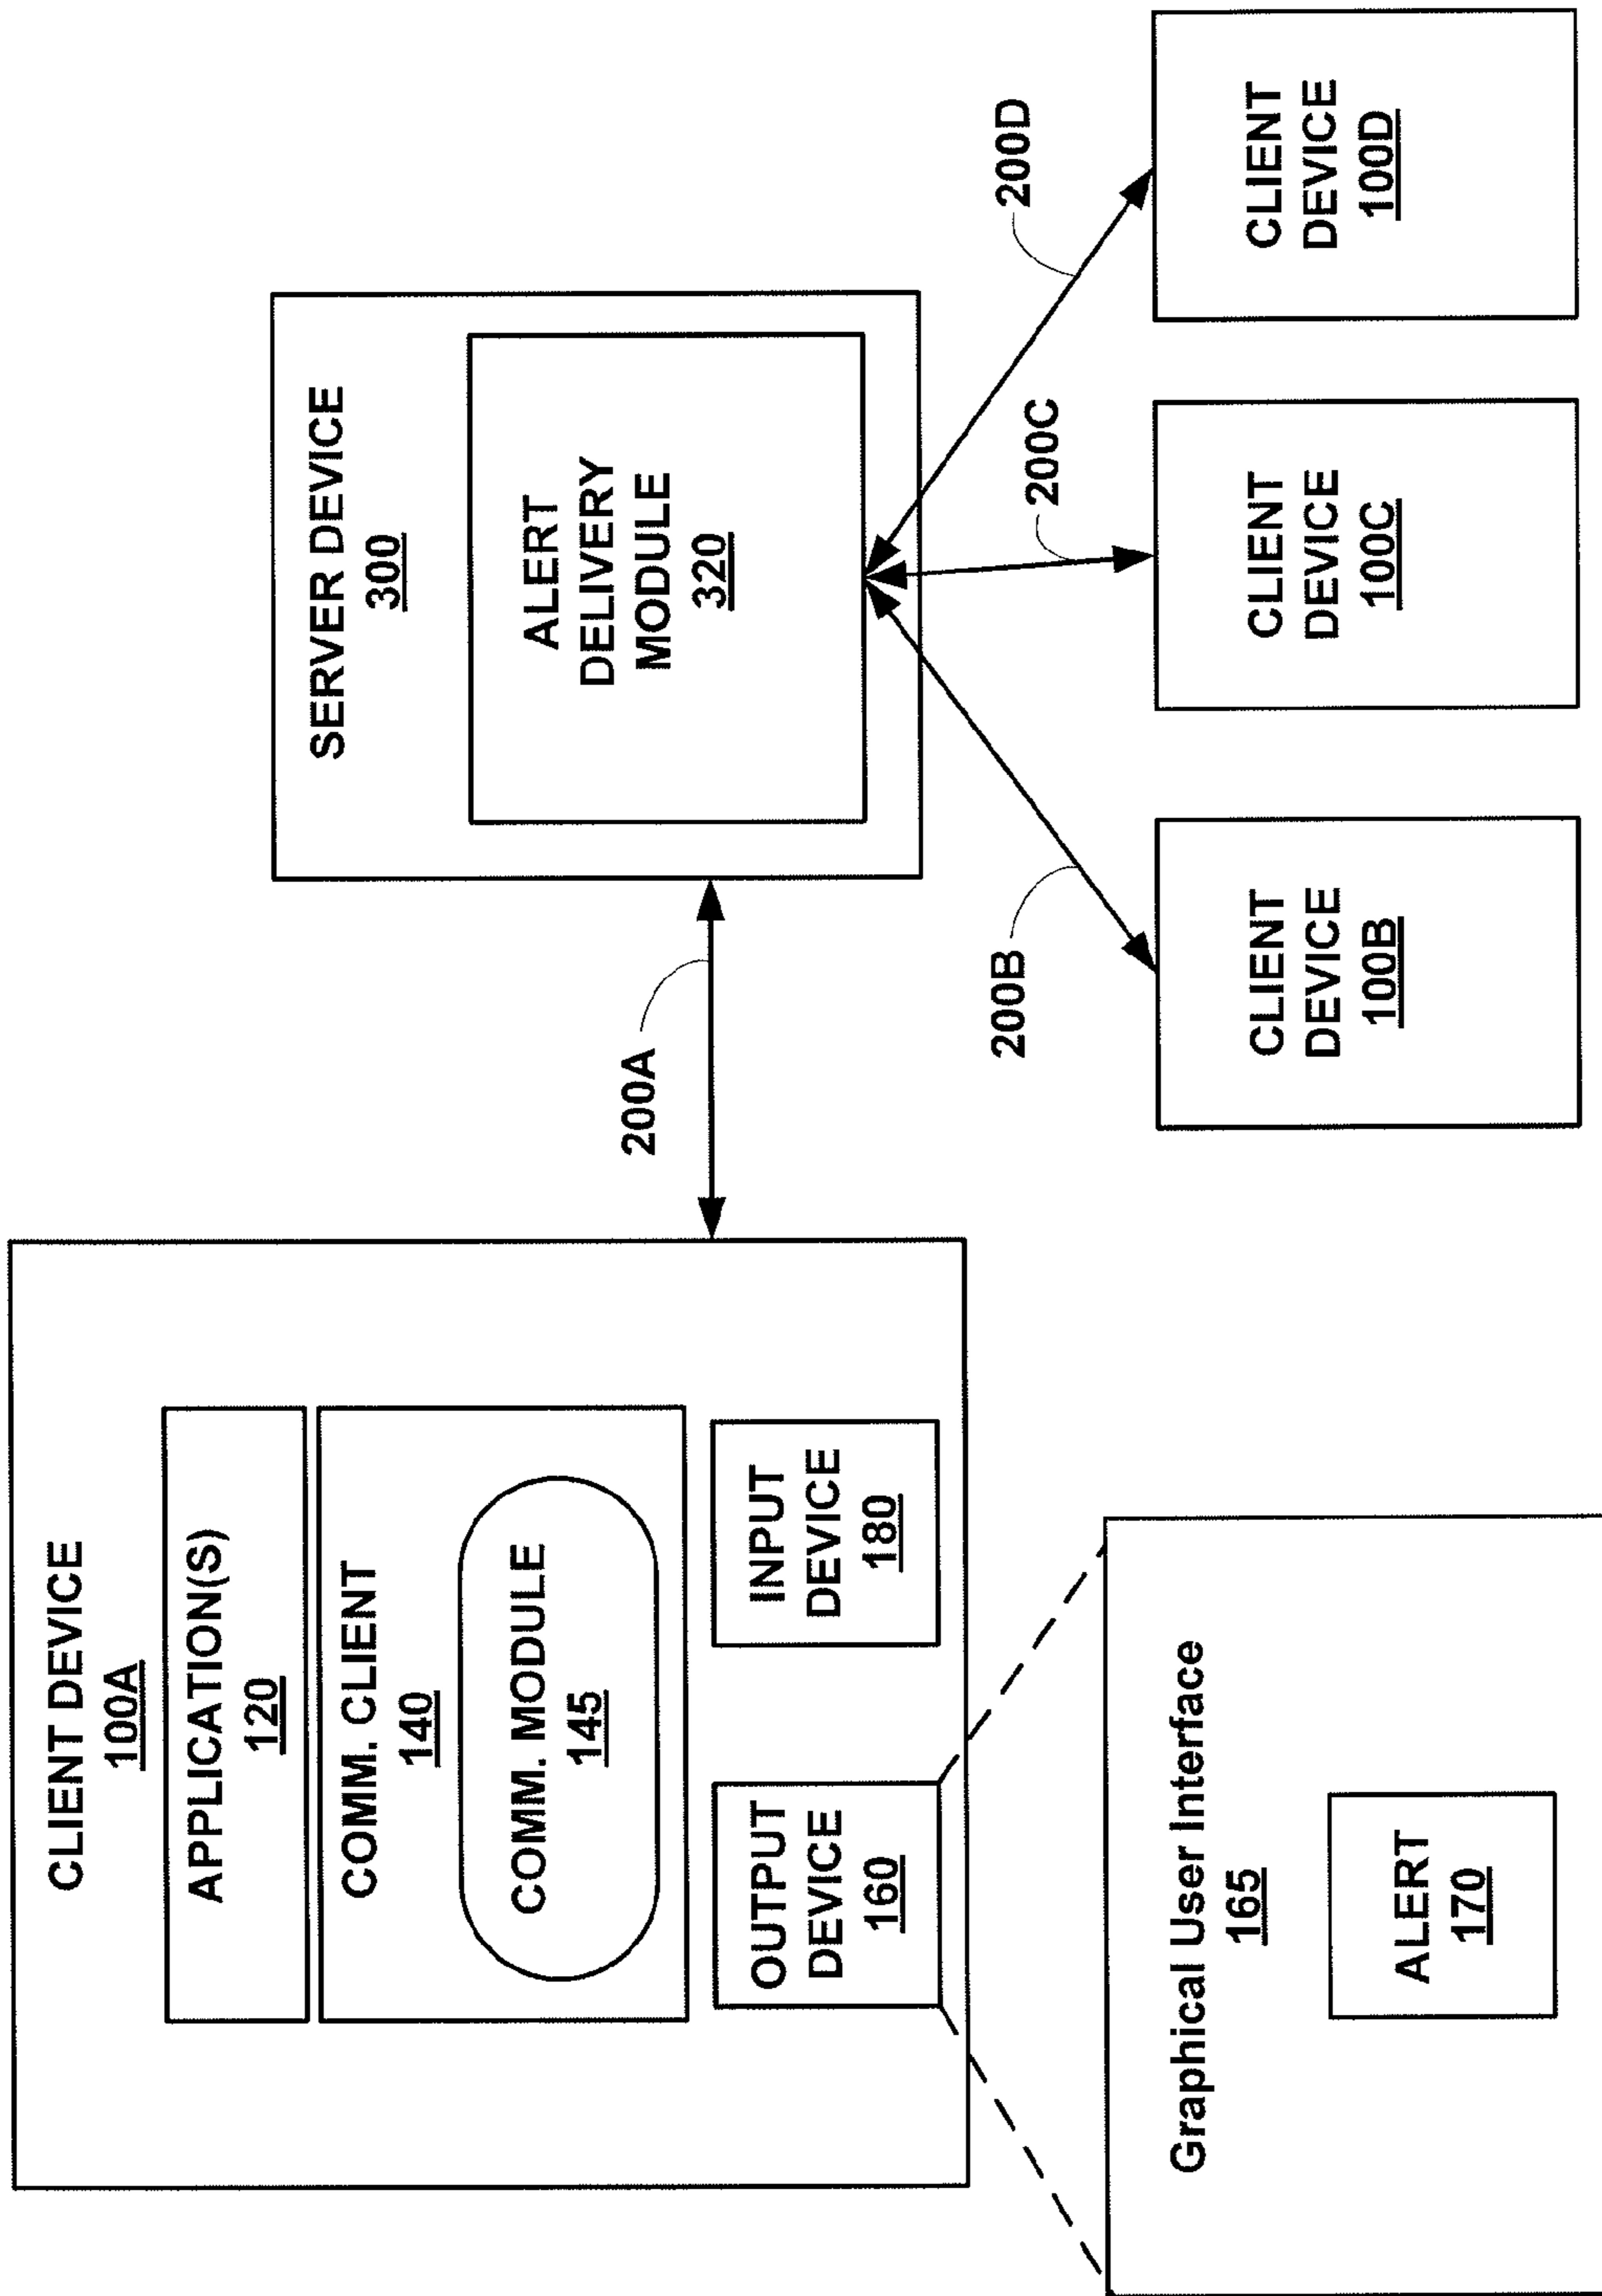 CLIENT DEVICE
100A
APPLICATION(S)
120
COMM. CLIENT
140
COMM. MODULE
145
OUTPUT
DEVICE
160
INPUT
DEVICE
180
Graphical User Interface
165
ALERT
170
200A
SERVER DEVICE
300
ALERT
DELIVERY
MODULE
320
200B
200C
200D
CLIENT
DEVICE
100B
CLIENT
DEVICE
100C
CLIENT
DEVICE
100D